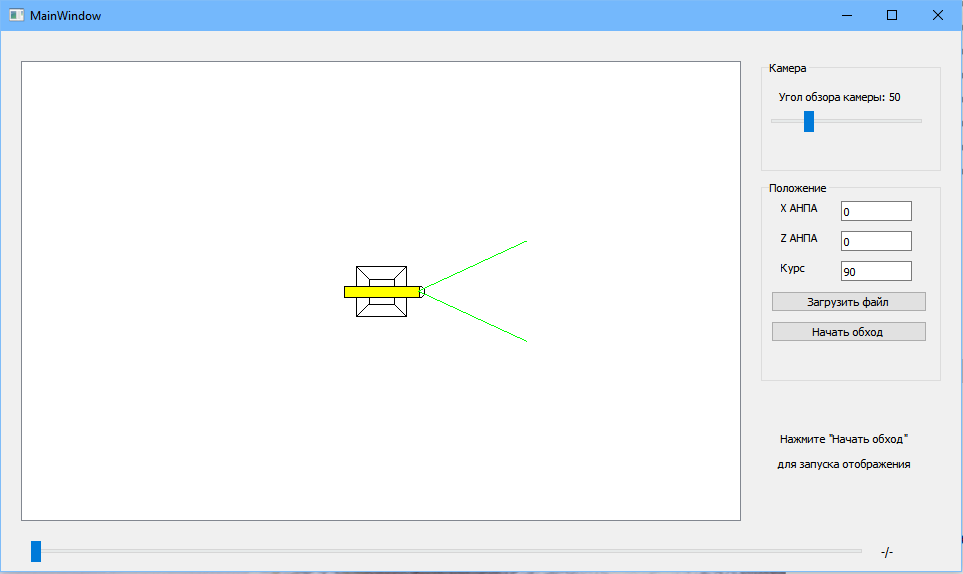 MainWindow
Камера
Угол обзора камеры: 50
Положение
X АНПА
0
Z АНПА
0
Курс
90
Загрузить файл
Начать обход
Нажмите "Начать обход"
для запуска отображения
-/-